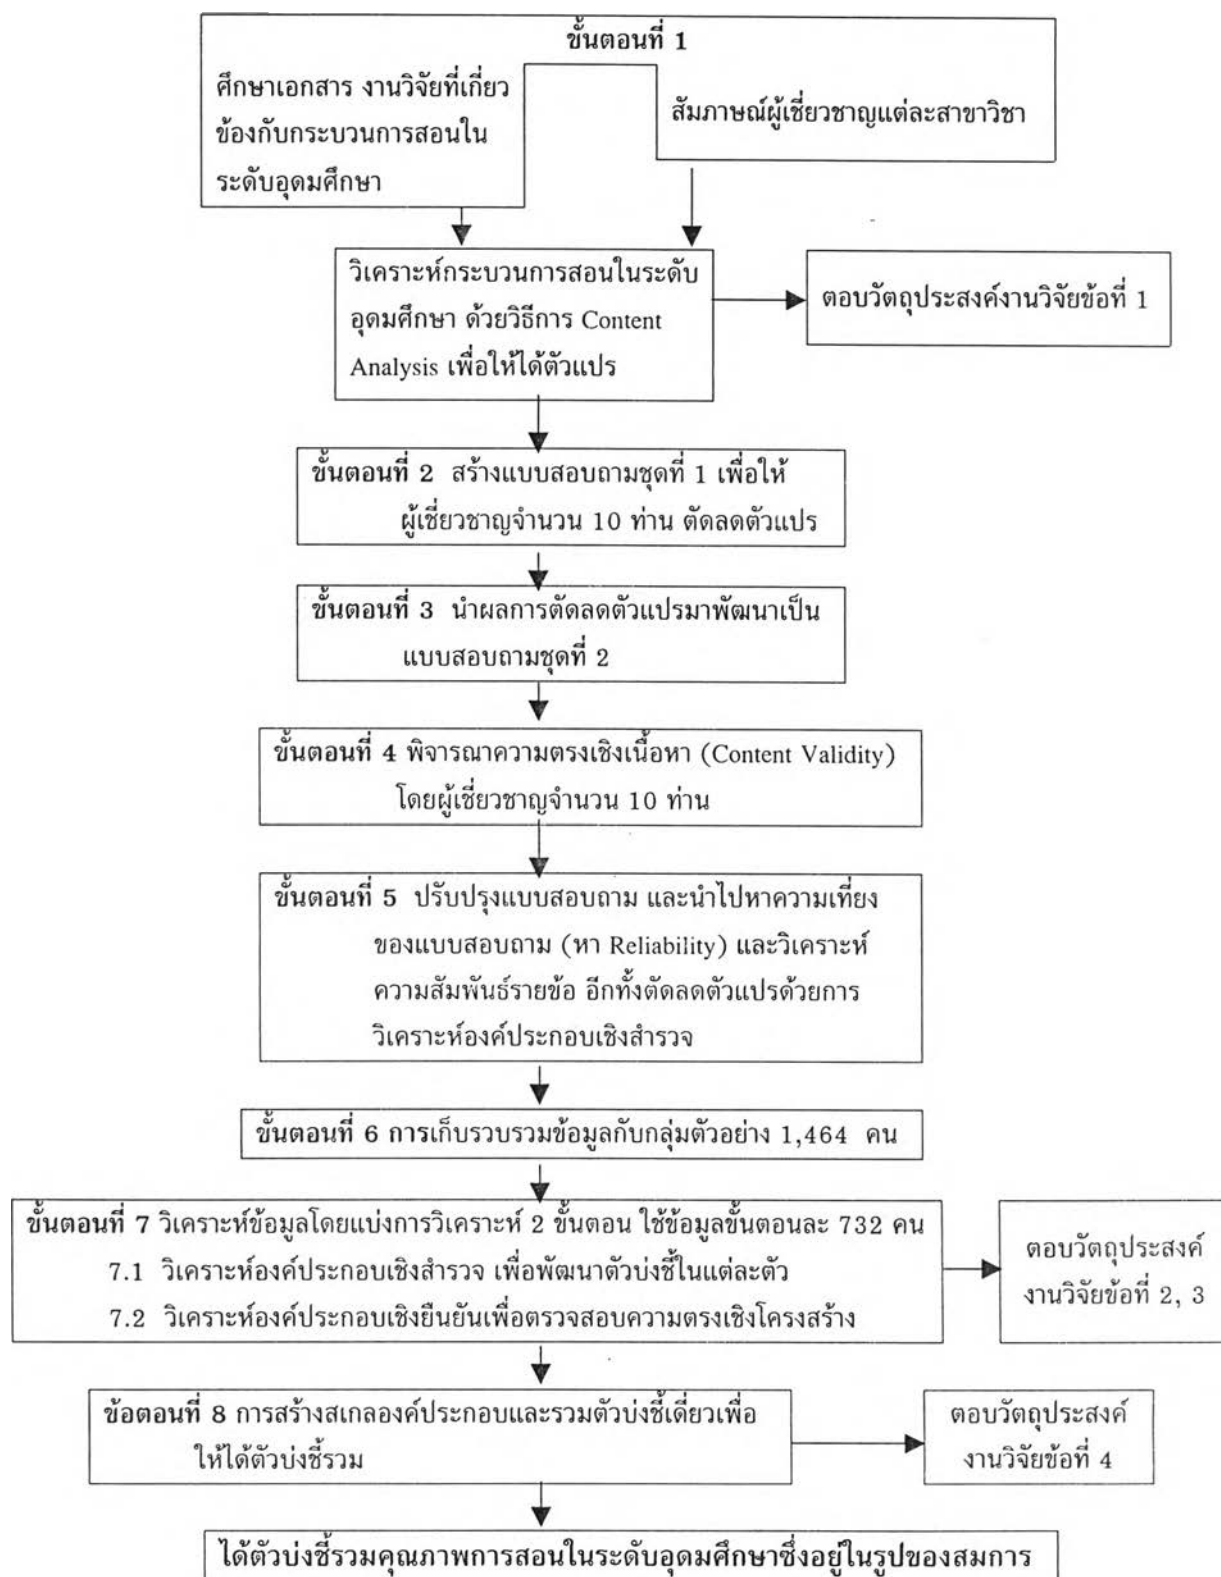 ขั้นตอนที่ 1
ศึกษาเอกสาร งานวิจัยที่เกี่ยว
ข้องกับกระบวนการสอนใน
ระดับอุดมศึกษา
สัมภาษณ์ผู้เชี่ยวชาญแต่ละสาขาวิชา
วิเคราะห์กระบวนการสอนในระดับ
อุดมศึกษา ด้วยวิธีการ Content
Analysis เพื่อให้ได้ตัวแปร
ตอบวัตถุประสงค์งานวิจัยข้อที่ 1
ขั้นตอนที่ 2 สร้างแบบสอบถามชุดที่ 1 เพื่อให้
ผู้เชี่ยวชาญจำนวน 10 ท่าน ตัดลดตัวแปร
ขั้นตอนที่ 3 นำผลการตัดลดตัวแปรมาพัฒนาเป็น
แบบสอบถามชุดที่ 2
ขั้นตอนที่ 4 พิจารณาความตรงเชิงเนื้อหา (Content Validity)
โดยผู้เชี่ยวชาญจำนวน 10 ท่าน
ขั้นตอนที่ 5 ปรับปรุงแบบสอบถาม และนำไปหาความเที่ยง
ของแบบสอบถาม (หา Reliability) และวิเคราะห์
ความสัมพันธ์รายข้อ อีกทั้งตัดลดตัวแปรด้วยการ
วิเคราะห์องค์ประกอบเชิงสำรวจ
ขั้นตอนที่ 6 การเก็บรวบรวมข้อมูลกับกลุ่มตัวอย่าง 1,464 คน
ขั้นตอนที่ 7 วิเคราะห์ข้อมูลโดยแบ่งการวิเคราะห์ 2 ขั้นตอน ใช้ข้อมูลขั้นตอนละ 732 คน
7.1 วิเคราะห์องค์ประกอบเชิงสำรวจ เพื่อพัฒนาตัวบ่งชี้ในแต่ละตัว
7.2 วิเคราะห์องค์ประกอบเชิงยืนยันเพื่อตรวจสอบความตรงเชิงโครงสร้าง
ตอบวัตถุประสงค์
งานวิจัยข้อที่ 2, 3
ข้อตอนที่ 8 การสร้างสเกลองค์ประกอบและรวมตัวบ่งชี้เดี่ยวเพื่อ
ให้ได้ตัวบ่งชี้รวม
ตอบวัตถุประสงค์
งานวิจัยข้อที่ 4
ได้ตัวบ่งชี้รวมคุณภาพการสอนในระดับอุดมศึกษาซึ่งอยู่ในรูปของสมการ